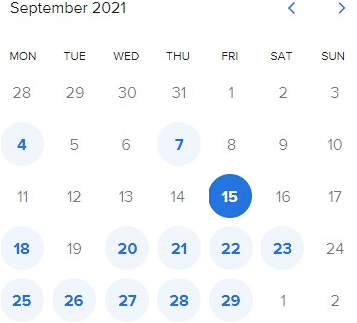 September 2021
MON TUE WED THU FRI SAT SUN
28 29 30 31 1 2 3
4 5 6 7 8 9 10
11 12 13 14 15 16 17
18 19 20 21 22 23 24
25 26 27 28 29 1 2